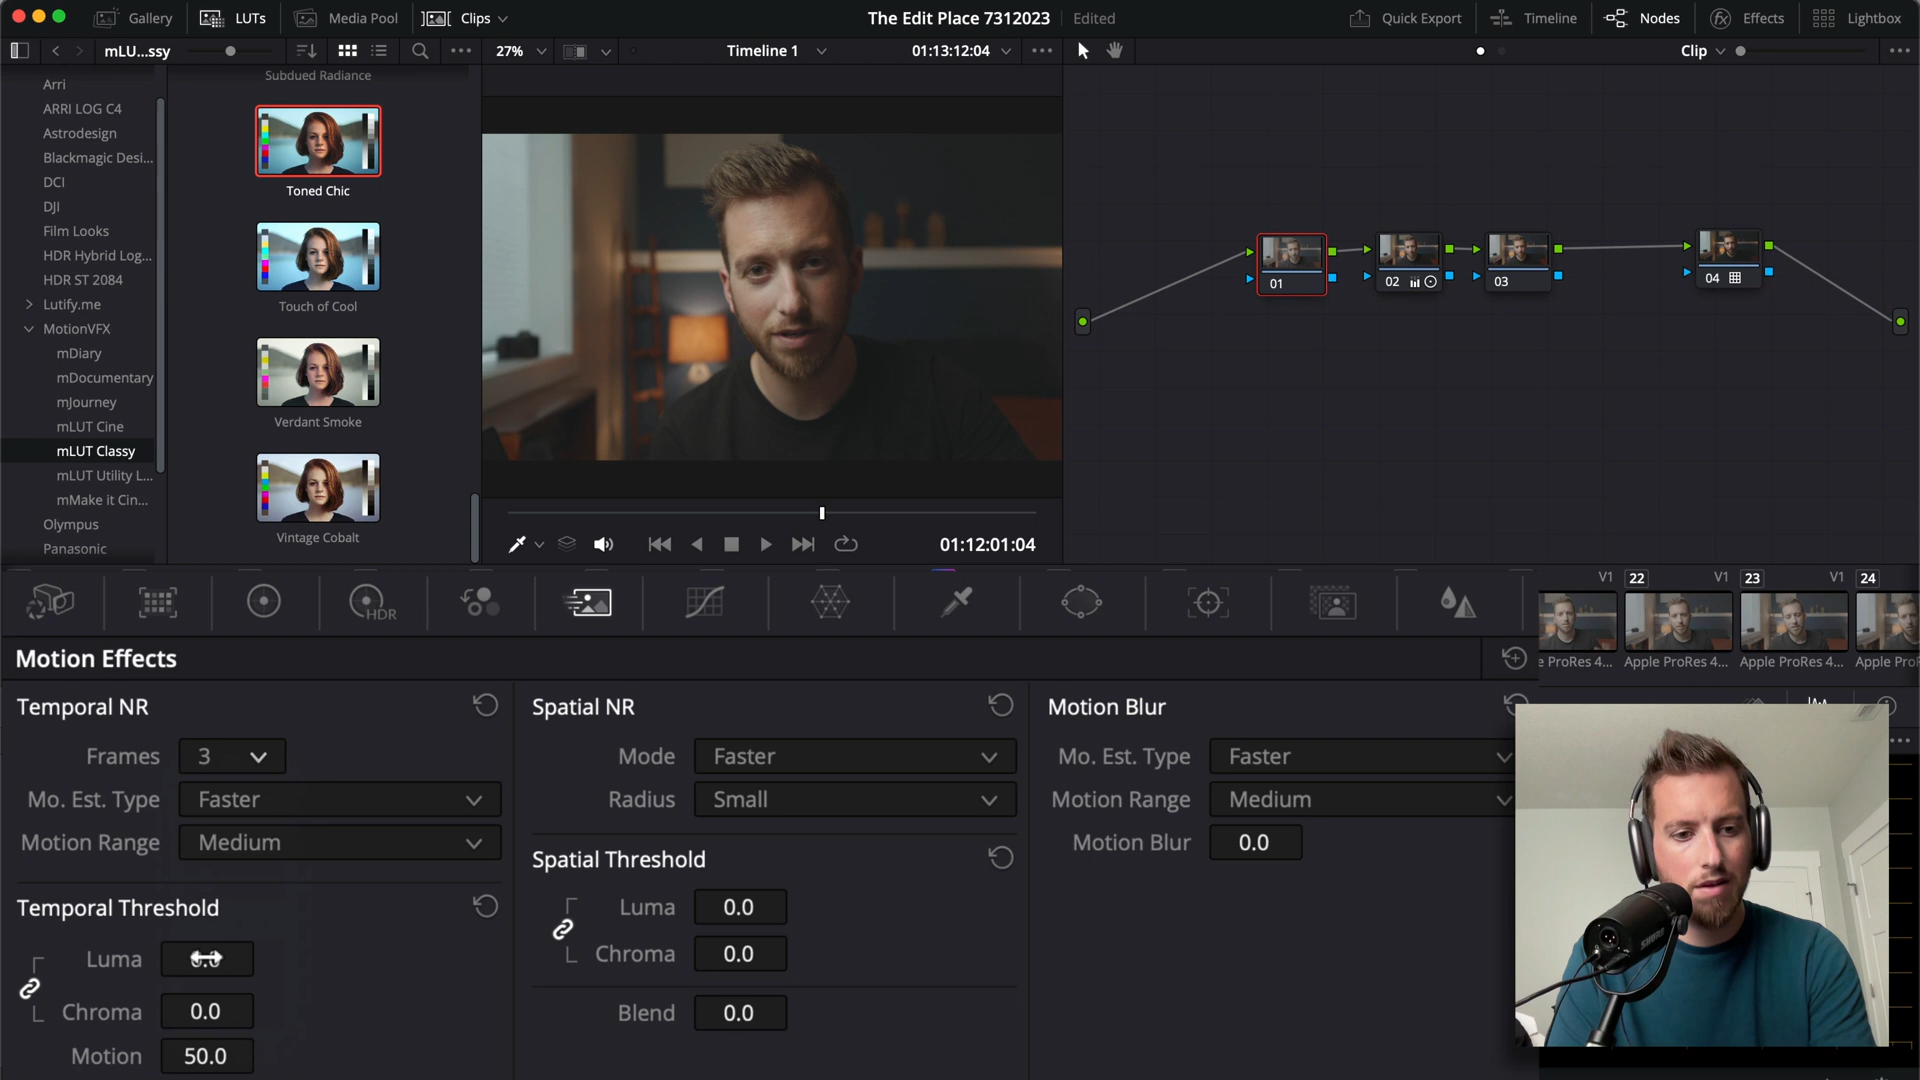 Gallery LUTs Media Pool Clips The Edit Place 7312023 Edited Quick Export Timeline Nodes Effects Lightbox
mLU...ssy 27% Timeline 1 01:13:12:04 Clip
Arri
ARRI LOG C4
Astrodesign
Blackmagic Desi...
DCI
DJI
Film Looks
HDR Hybrid Log...
HDR ST 2084
Lutify.me
MotionVFX
mDiary
mDocumentary
mJourney
mLUT Cine
mLUT Classy
mLUT Utility L...
mMake it Cin...
Olympus
Panasonic
Subdued Radiance
Toned Chic
Touch of Cool
Verdant Smoke
Vintage Cobalt
01:12:01:04
01 02 03 04
HDR
V1 22 V1 23 V1 24
e ProRes 4... Apple ProRes 4... Apple ProRes 4... Apple Pro
Motion Effects
Temporal NR
Frames 3
Mo. Est. Type Faster
Motion Range Medium
Temporal Threshold
Luma
Chroma 0.0
Motion 50.0
Spatial NR
Mode Faster
Radius Small
Spatial Threshold
Luma 0.0
Chroma 0.0
Blend 0.0
Motion Blur
Mo. Est. Type Faster
Motion Range Medium
Motion Blur 0.0
SHURE